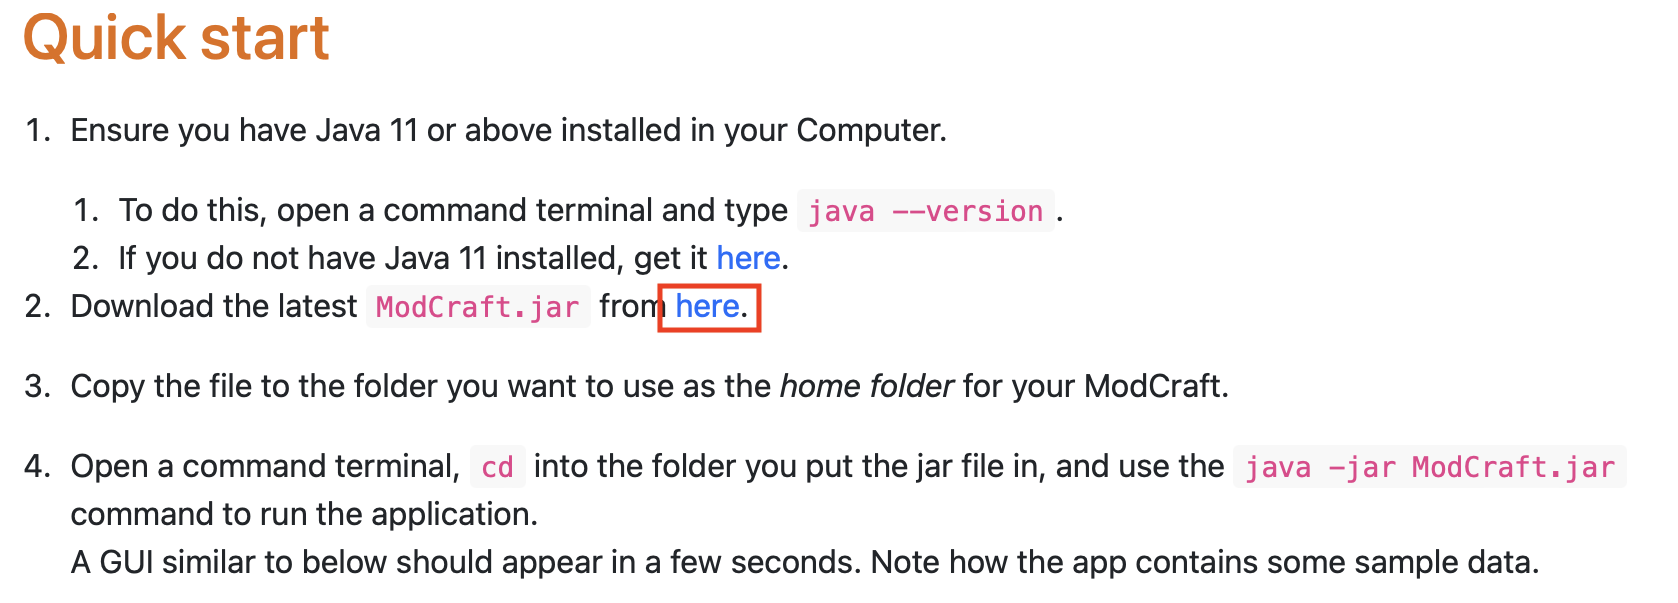 Quick start
1. Ensure you have Java 11 or above installed in your Computer.
1. To do this, open a command terminal and type java --version.
2. If you do not have Java 11 installed, get it here.
2. Download the latest ModCraft.jar from here.
3. Copy the file to the folder you want to use as the home folder for your ModCraft.
4. Open a command terminal, cd into the folder you put the jar file in, and use the java -jar ModCraft.jar
command to run the application.
A GUI similar to below should appear in a few seconds. Note how the app contains some sample data.